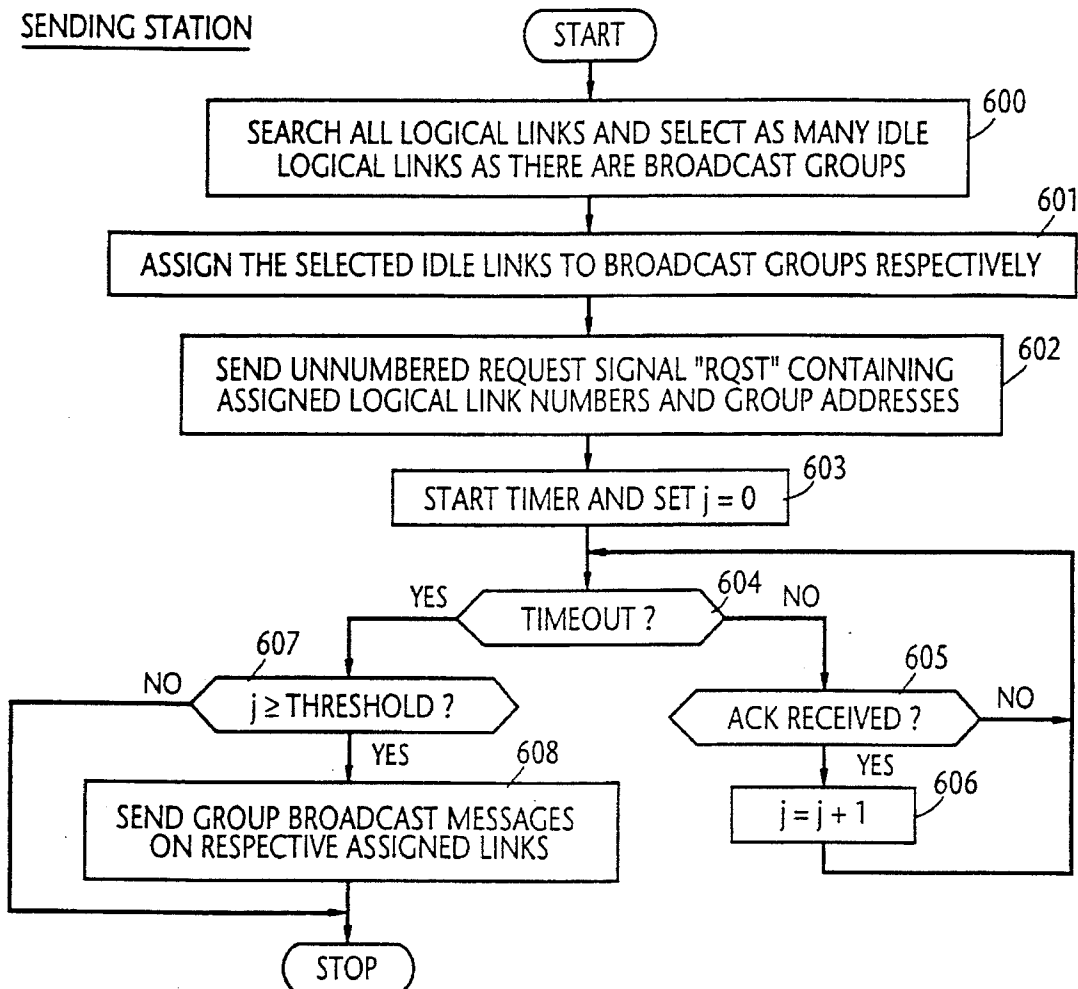 SENDING STATION
START
600
SEARCH ALL LOGICAL LINKS AND SELECT AS MANY IDLE
LOGICAL LINKS AS THERE ARE BROADCAST GROUPS
601
ASSIGN THE SELECTED IDLE LINKS TO BROADCAST GROUPS RESPECTIVELY
602
SEND UNNUMBERED REQUEST SIGNAL "RQST" CONTAINING
ASSIGNED LOGICAL LINK NUMBERS AND GROUP ADDRESSES
603
START TIMER AND SET j = 0
604
YES
TIMEOUT ?
NO
607
NO
j ≥ THRESHOLD ?
YES
605
ACK RECEIVED ?
NO
YES
606
j = j + 1
608
SEND GROUP BROADCAST MESSAGES
ON RESPECTIVE ASSIGNED LINKS
STOP